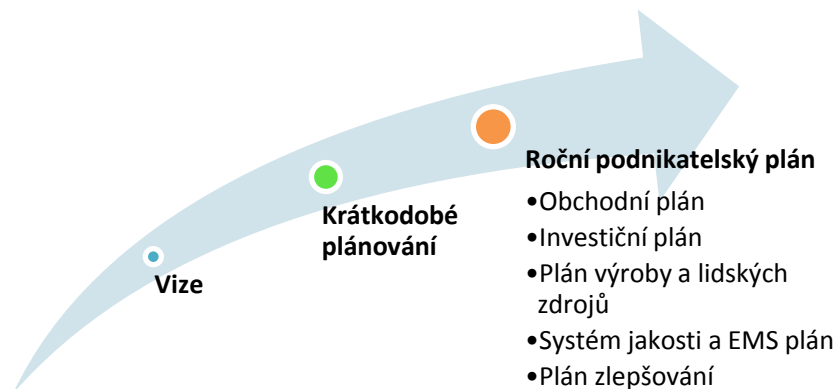 Vize
Krátkodobé
plánování
Roční podnikatelský plán
•Obchodní plán
•Investiční plán
•Plán výroby a lidských
zdrojů
•Systém jakosti a EMS plán
•Plán zlepšování